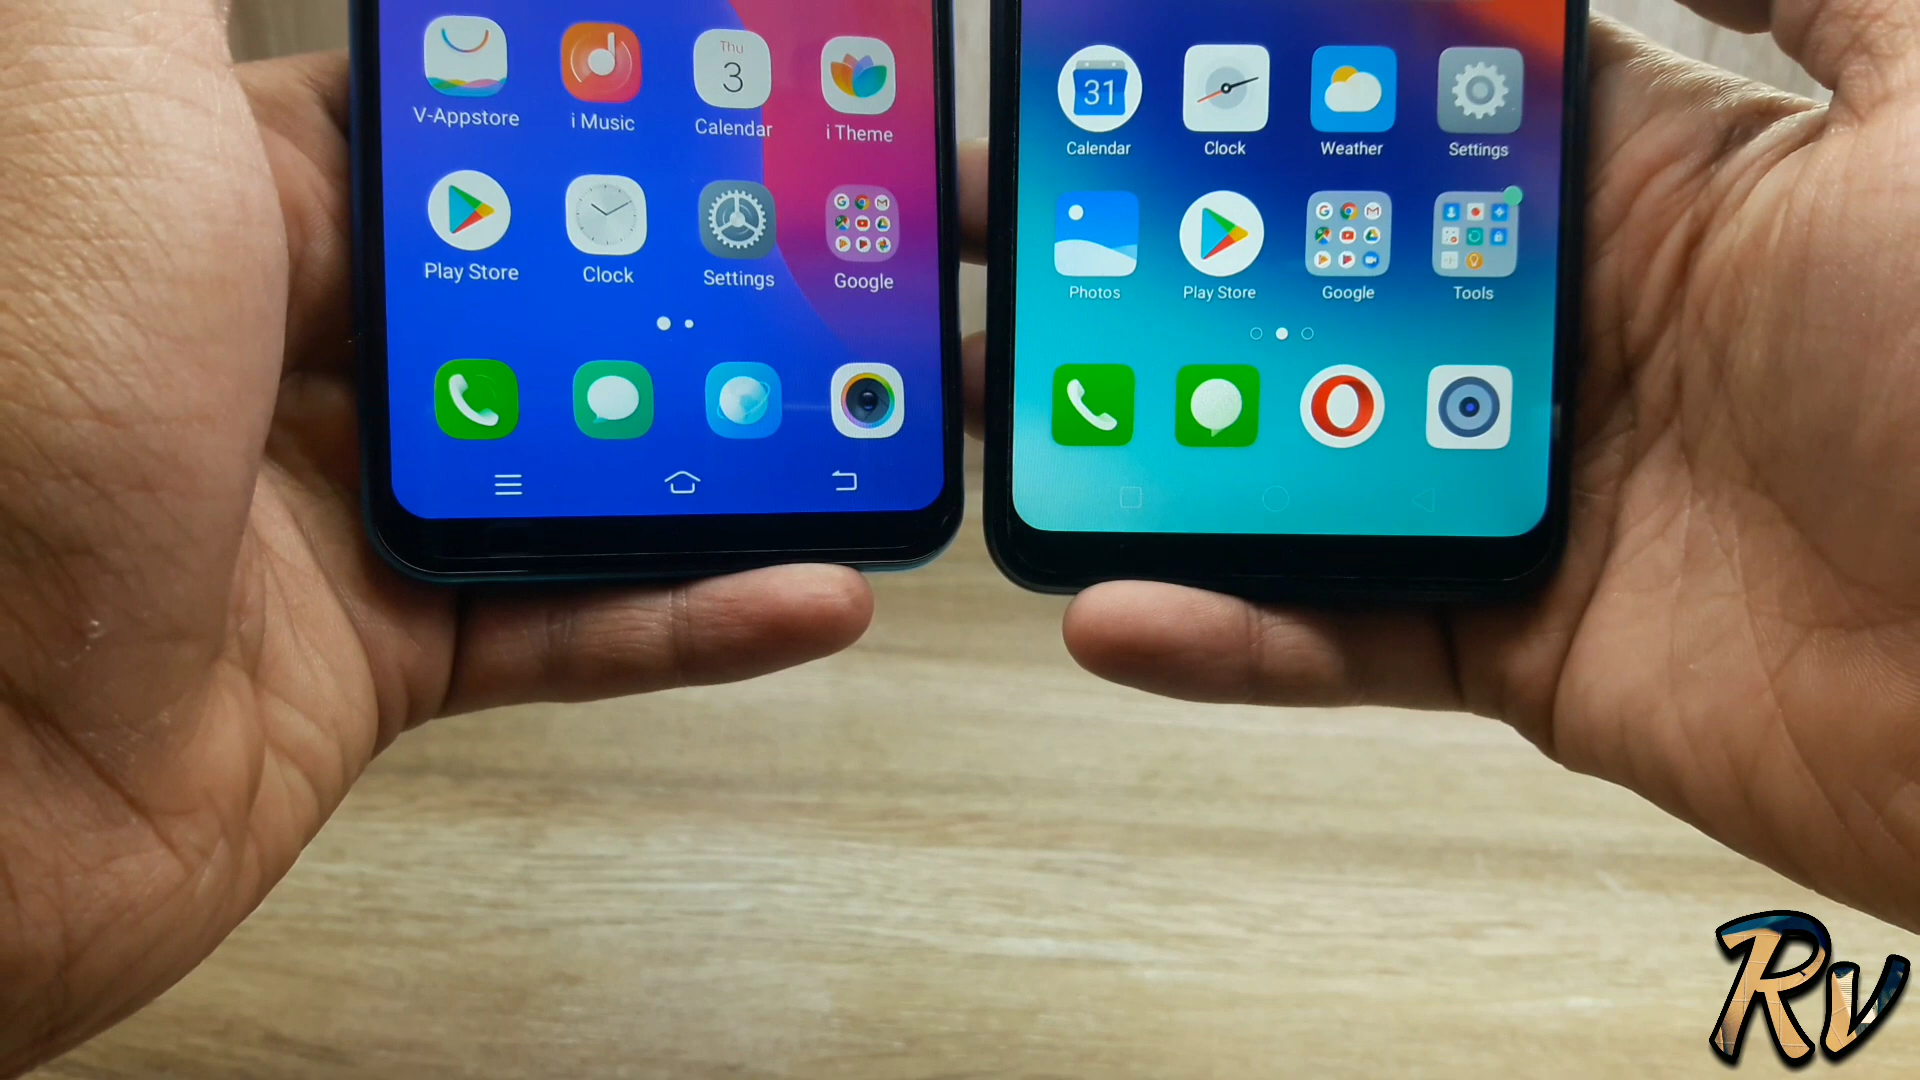 Thu
3
V-Appstore
i Music
Calendar
i Theme
Play Store
Clock
Settings
Google
31
Calendar
Clock
Weather
Settings
Photos
Play Store
Google
Tools
Rv